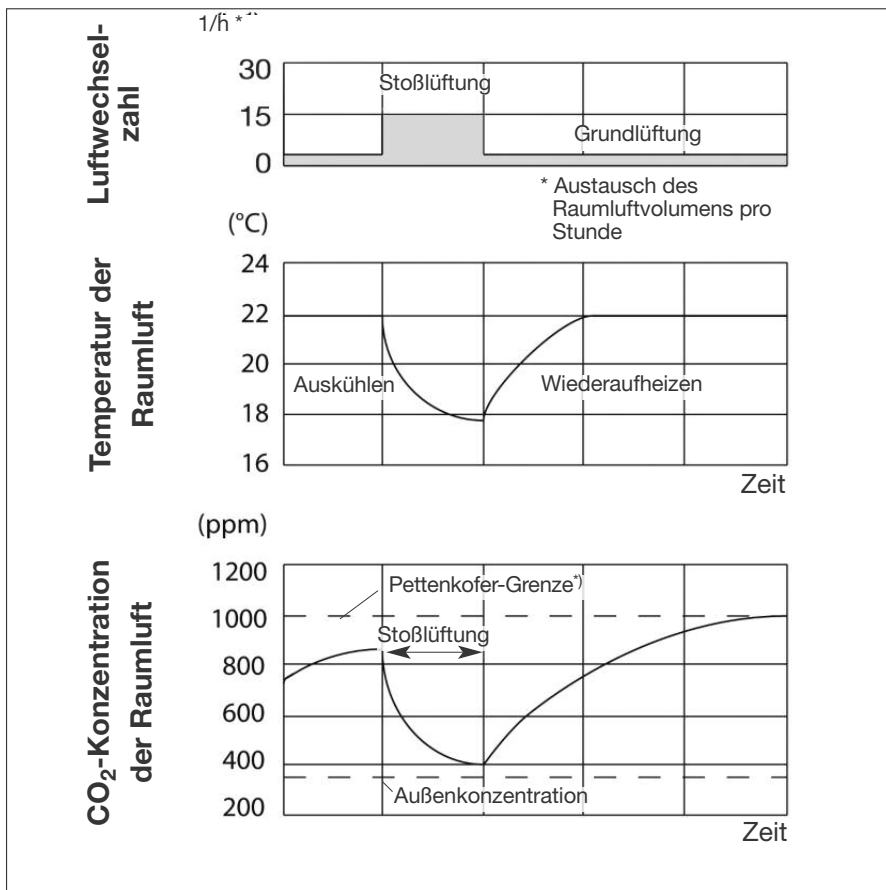 1/h *
Luftwechsel-
zahl
30
15
0
Stoßlüftung
Grundlüftung
* Austausch des
Raumluftvolumens pro
Stunde
(°C)
Temperatur der
Raumluft
24
22
20
18
16
Auskühlen
Wiederaufheizen
Zeit
(ppm)
CO₂-Konzentration
der Raumluft
1200
1000
800
600
400
200
Pettenkofer-Grenze*)
Stoßlüftung
Außenkonzentration
Zeit